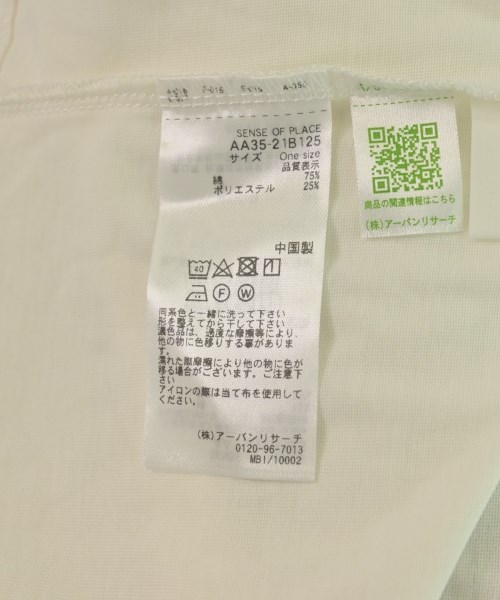 SENSE OF PLACE
AA35-21B125
サイズ One size
品質表示
綿 75%
ポリエステル 25%
中国製
40
F W
同系色と一緒に洗って下さい
形を整えてから干して下さい
濃色品は、過度な摩擦等により、
他の物に色移りする事がありま
す。
濡れた際摩擦により他の物に色が
移る場合がございます。ご注意下
さい
アイロンの際は当て布を使用して
ください。
(株)アーバンリサーチ
0120-96-7013
MBI/10002
商品の関連情報はこちら
(株)アーバンリサーチ